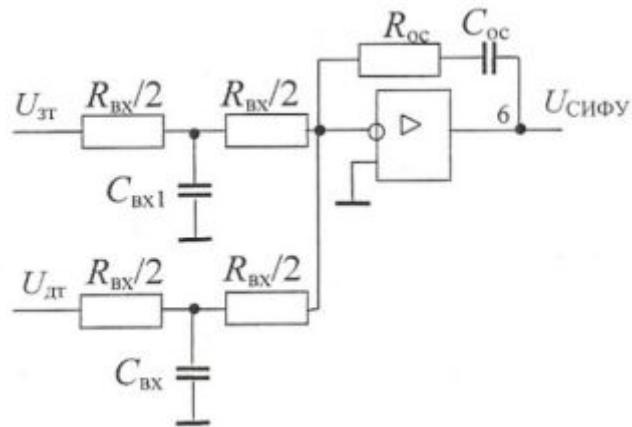 Rос Cос
Uзт Rвх/2 Rвх/2 6 UСИФУ
Cвх1
Uдт Rвх/2 Rвх/2
Cвх